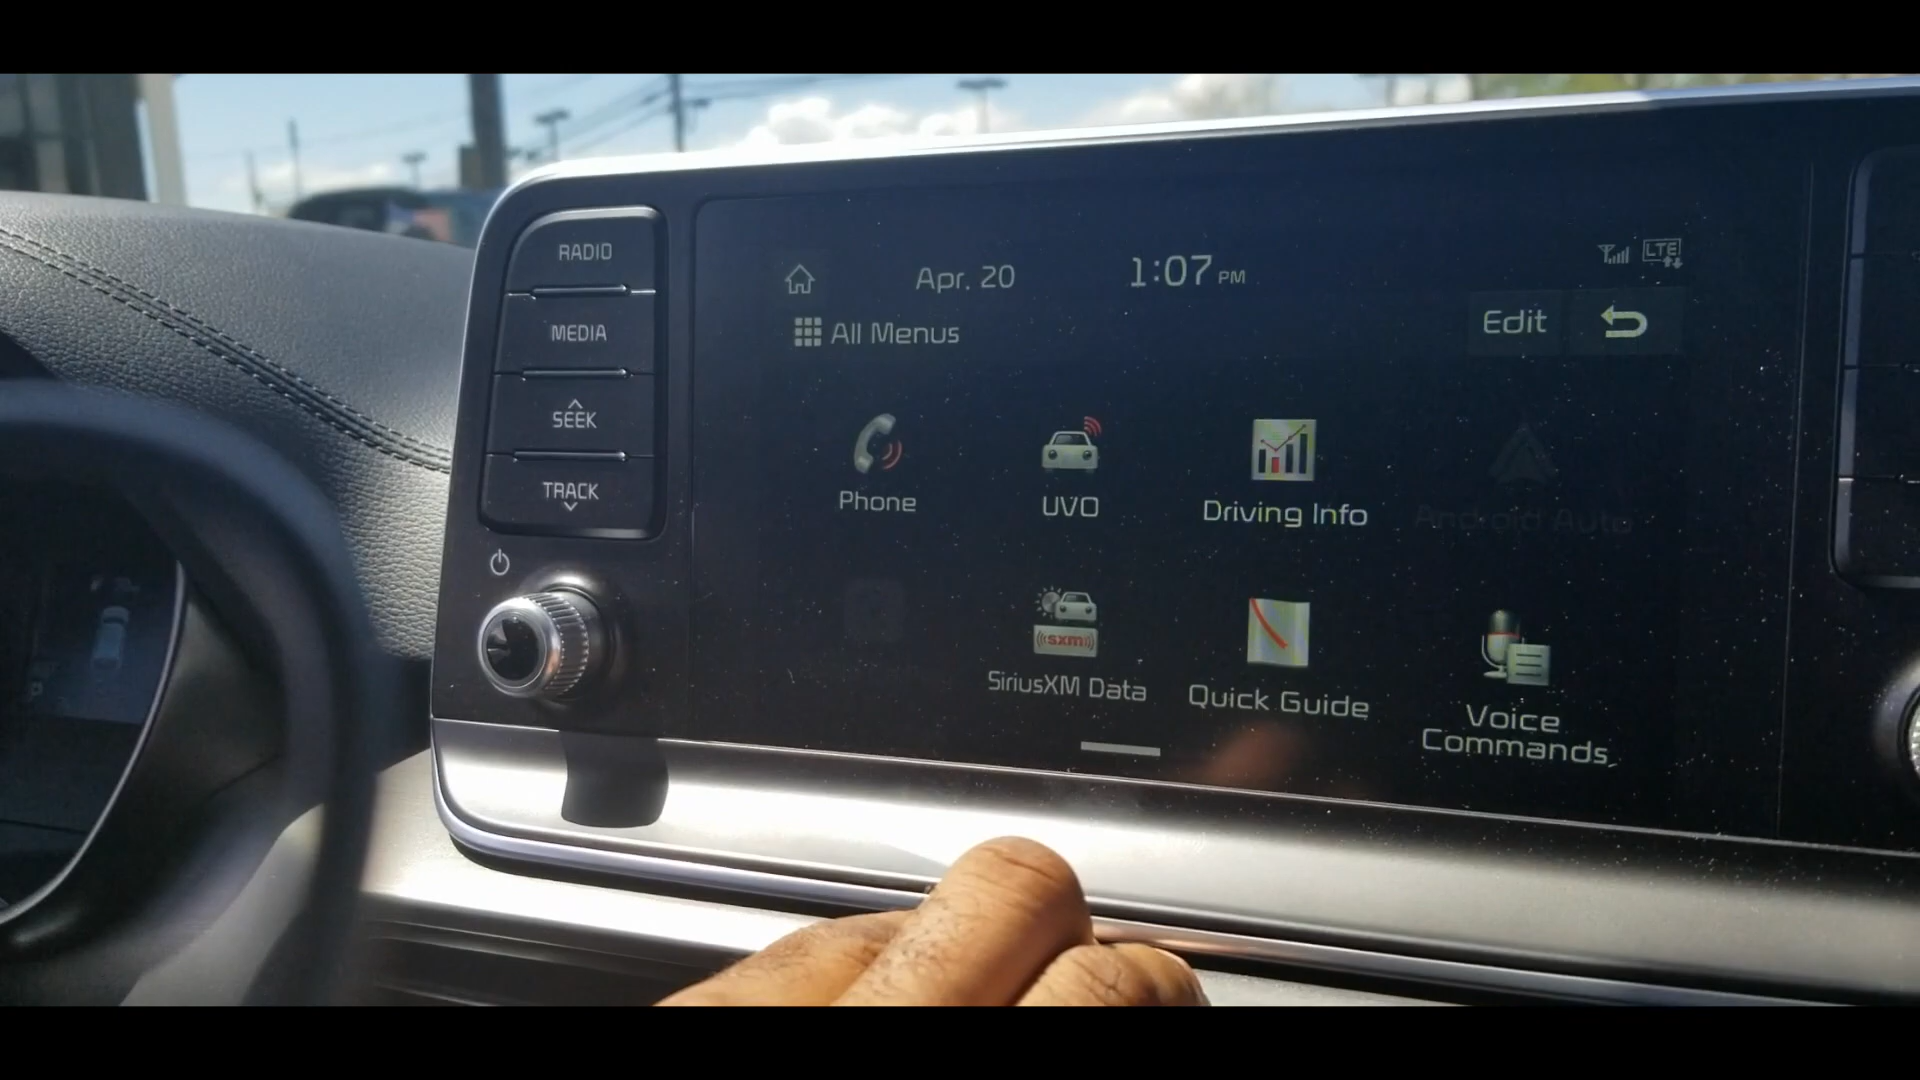 RADIO
MEDIA
SEEK
TRACK
Apr. 20
1:07 PM
LTE
All Menus
Edit
Phone
UVO
Driving Info
Android Auto
((sxm))
SiriusXM Data
Quick Guide
Voice
Commands